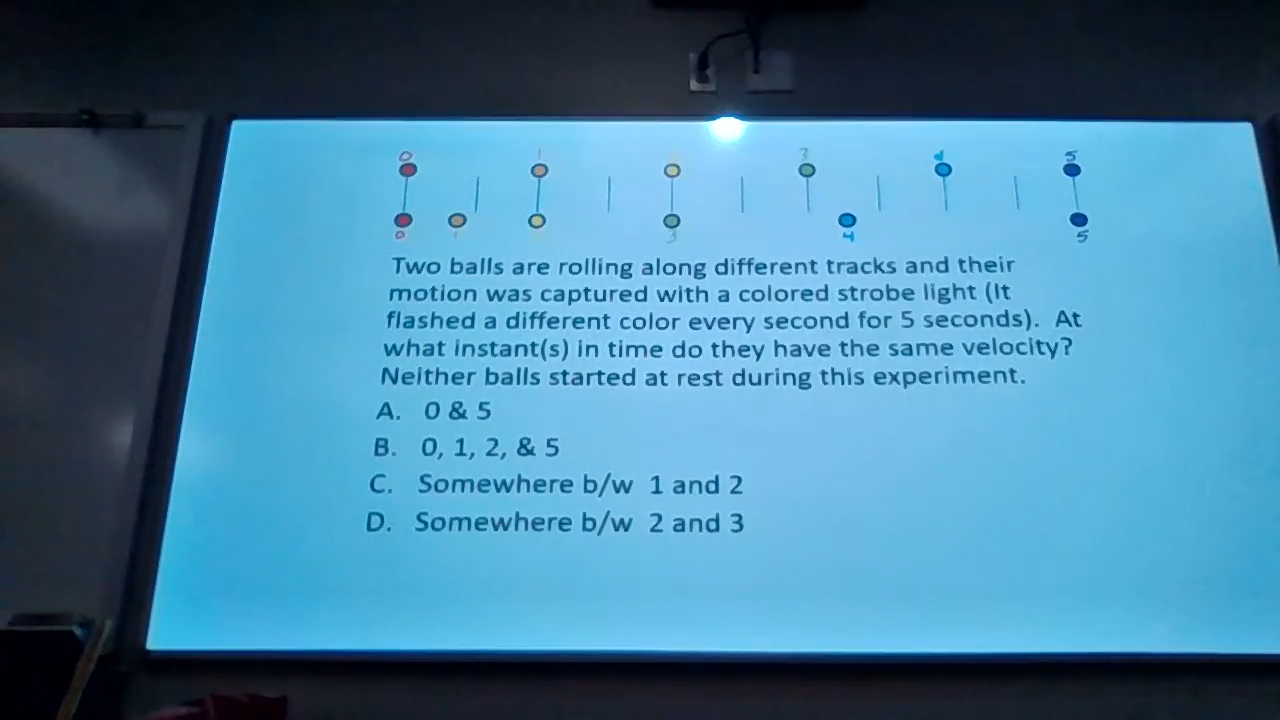 0 1 3 4 5
0 1 3 4 5
Two balls are rolling along different tracks and their
motion was captured with a colored strobe light (It
flashed a different color every second for 5 seconds). At
what instant(s) in time do they have the same velocity?
Neither balls started at rest during this experiment.
A. 0 & 5
B. 0, 1, 2, & 5
C. Somewhere b/w 1 and 2
D. Somewhere b/w 2 and 3